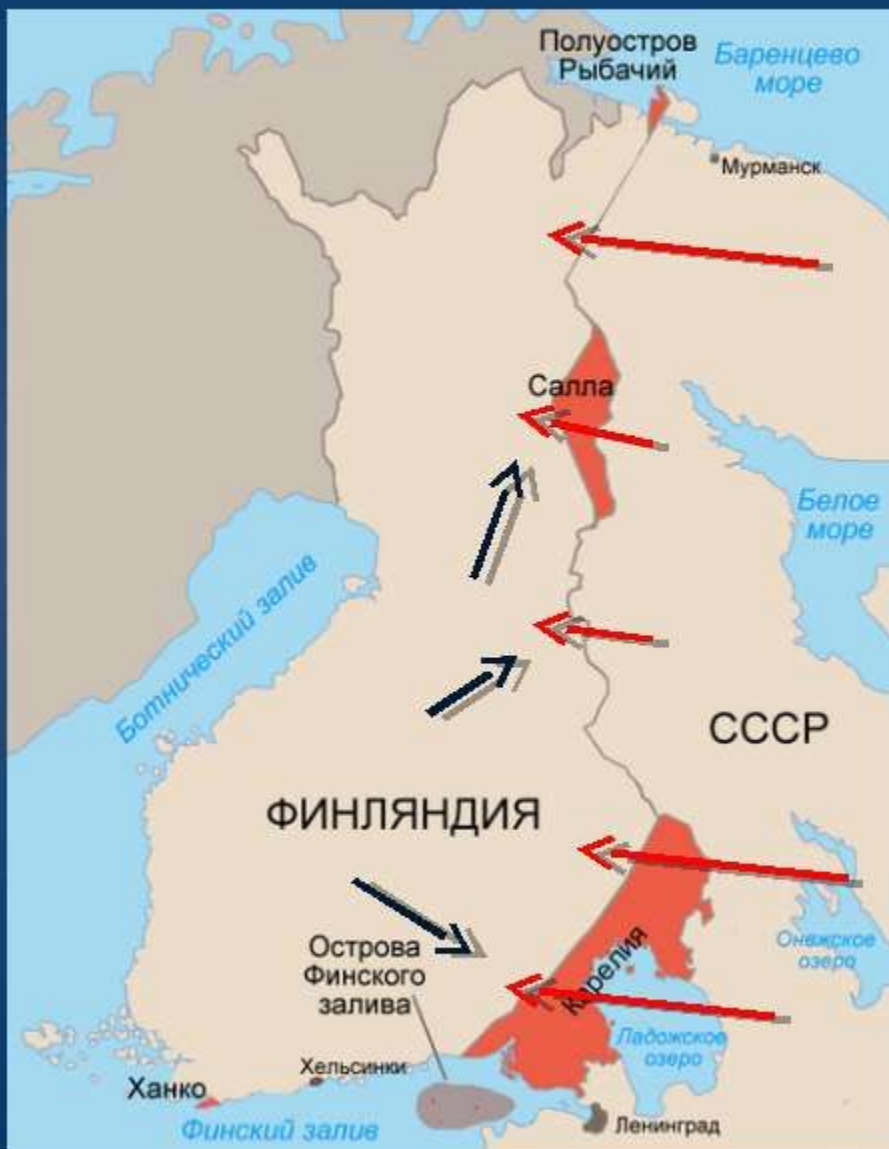 Полуостров
Рыбачий
Баренцево
море
Мурманск
Салла
Белое
море
Ботнический залив
СССР
ФИНЛЯНДИЯ
Карелия
Онежское
озеро
Острова
Финского
залива
Ладожское
озеро
Хельсинки
Ханко
Финский залив
Ленинград